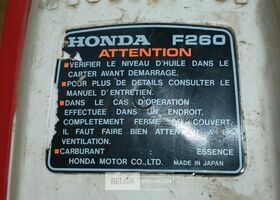 HONDA F260
ATTENTION
VERIFIER LE NIVEAU D'HUILE DANS LE
CARTER AVANT DEMARRAGE.
POUR PLUS DE DETAILS CONSULTER LE
MANUEL D'ENTRETIEN.
DANS LE CAS D'OPERATION
EFFECTUEE DANS UN ENDROIT.
COMPLETEMENT FERME OU COUVERT.
IL FAUT FAIRE BIEN ATTENTION A
VENTILATION.
CARBURANT ESSENCE
HONDA MOTOR CO., LTD. MADE IN JAPAN